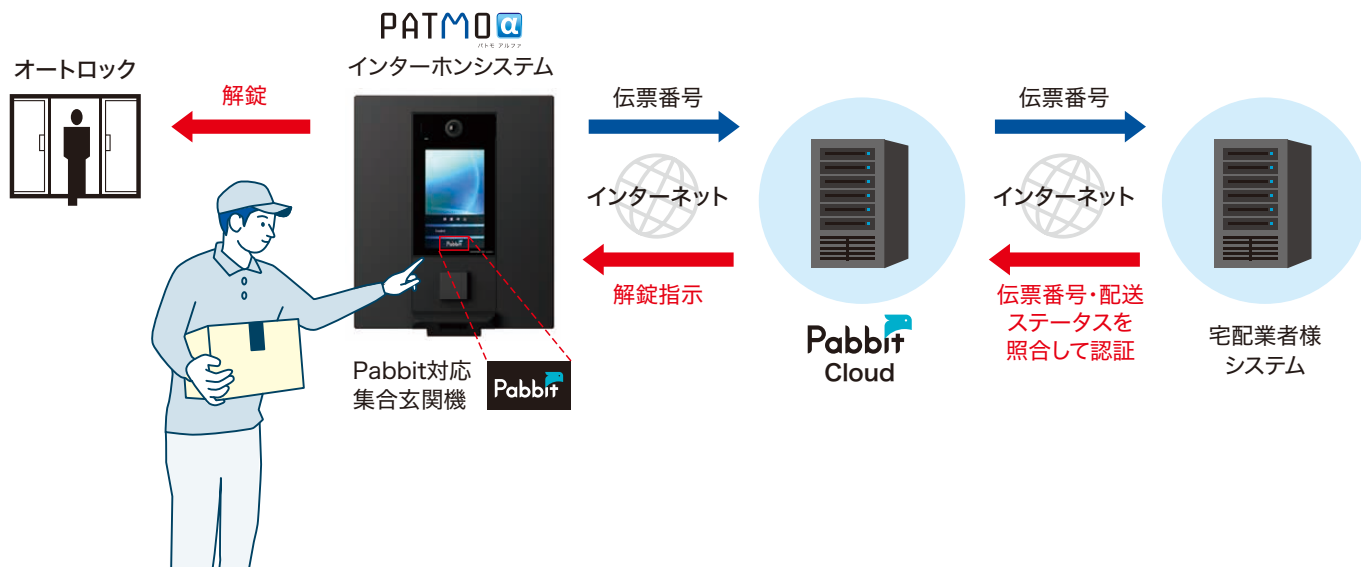 PATMO α
パトモ アルファ
インターホンシステム
オートロック
解錠
伝票番号
インターネット
解錠指示
Pabbit
Pabbit対応
集合玄関機
Pabbit
Pabbit
Cloud
伝票番号
インターネット
伝票番号・配送
ステータスを
照合して認証
宅配業者様
システム